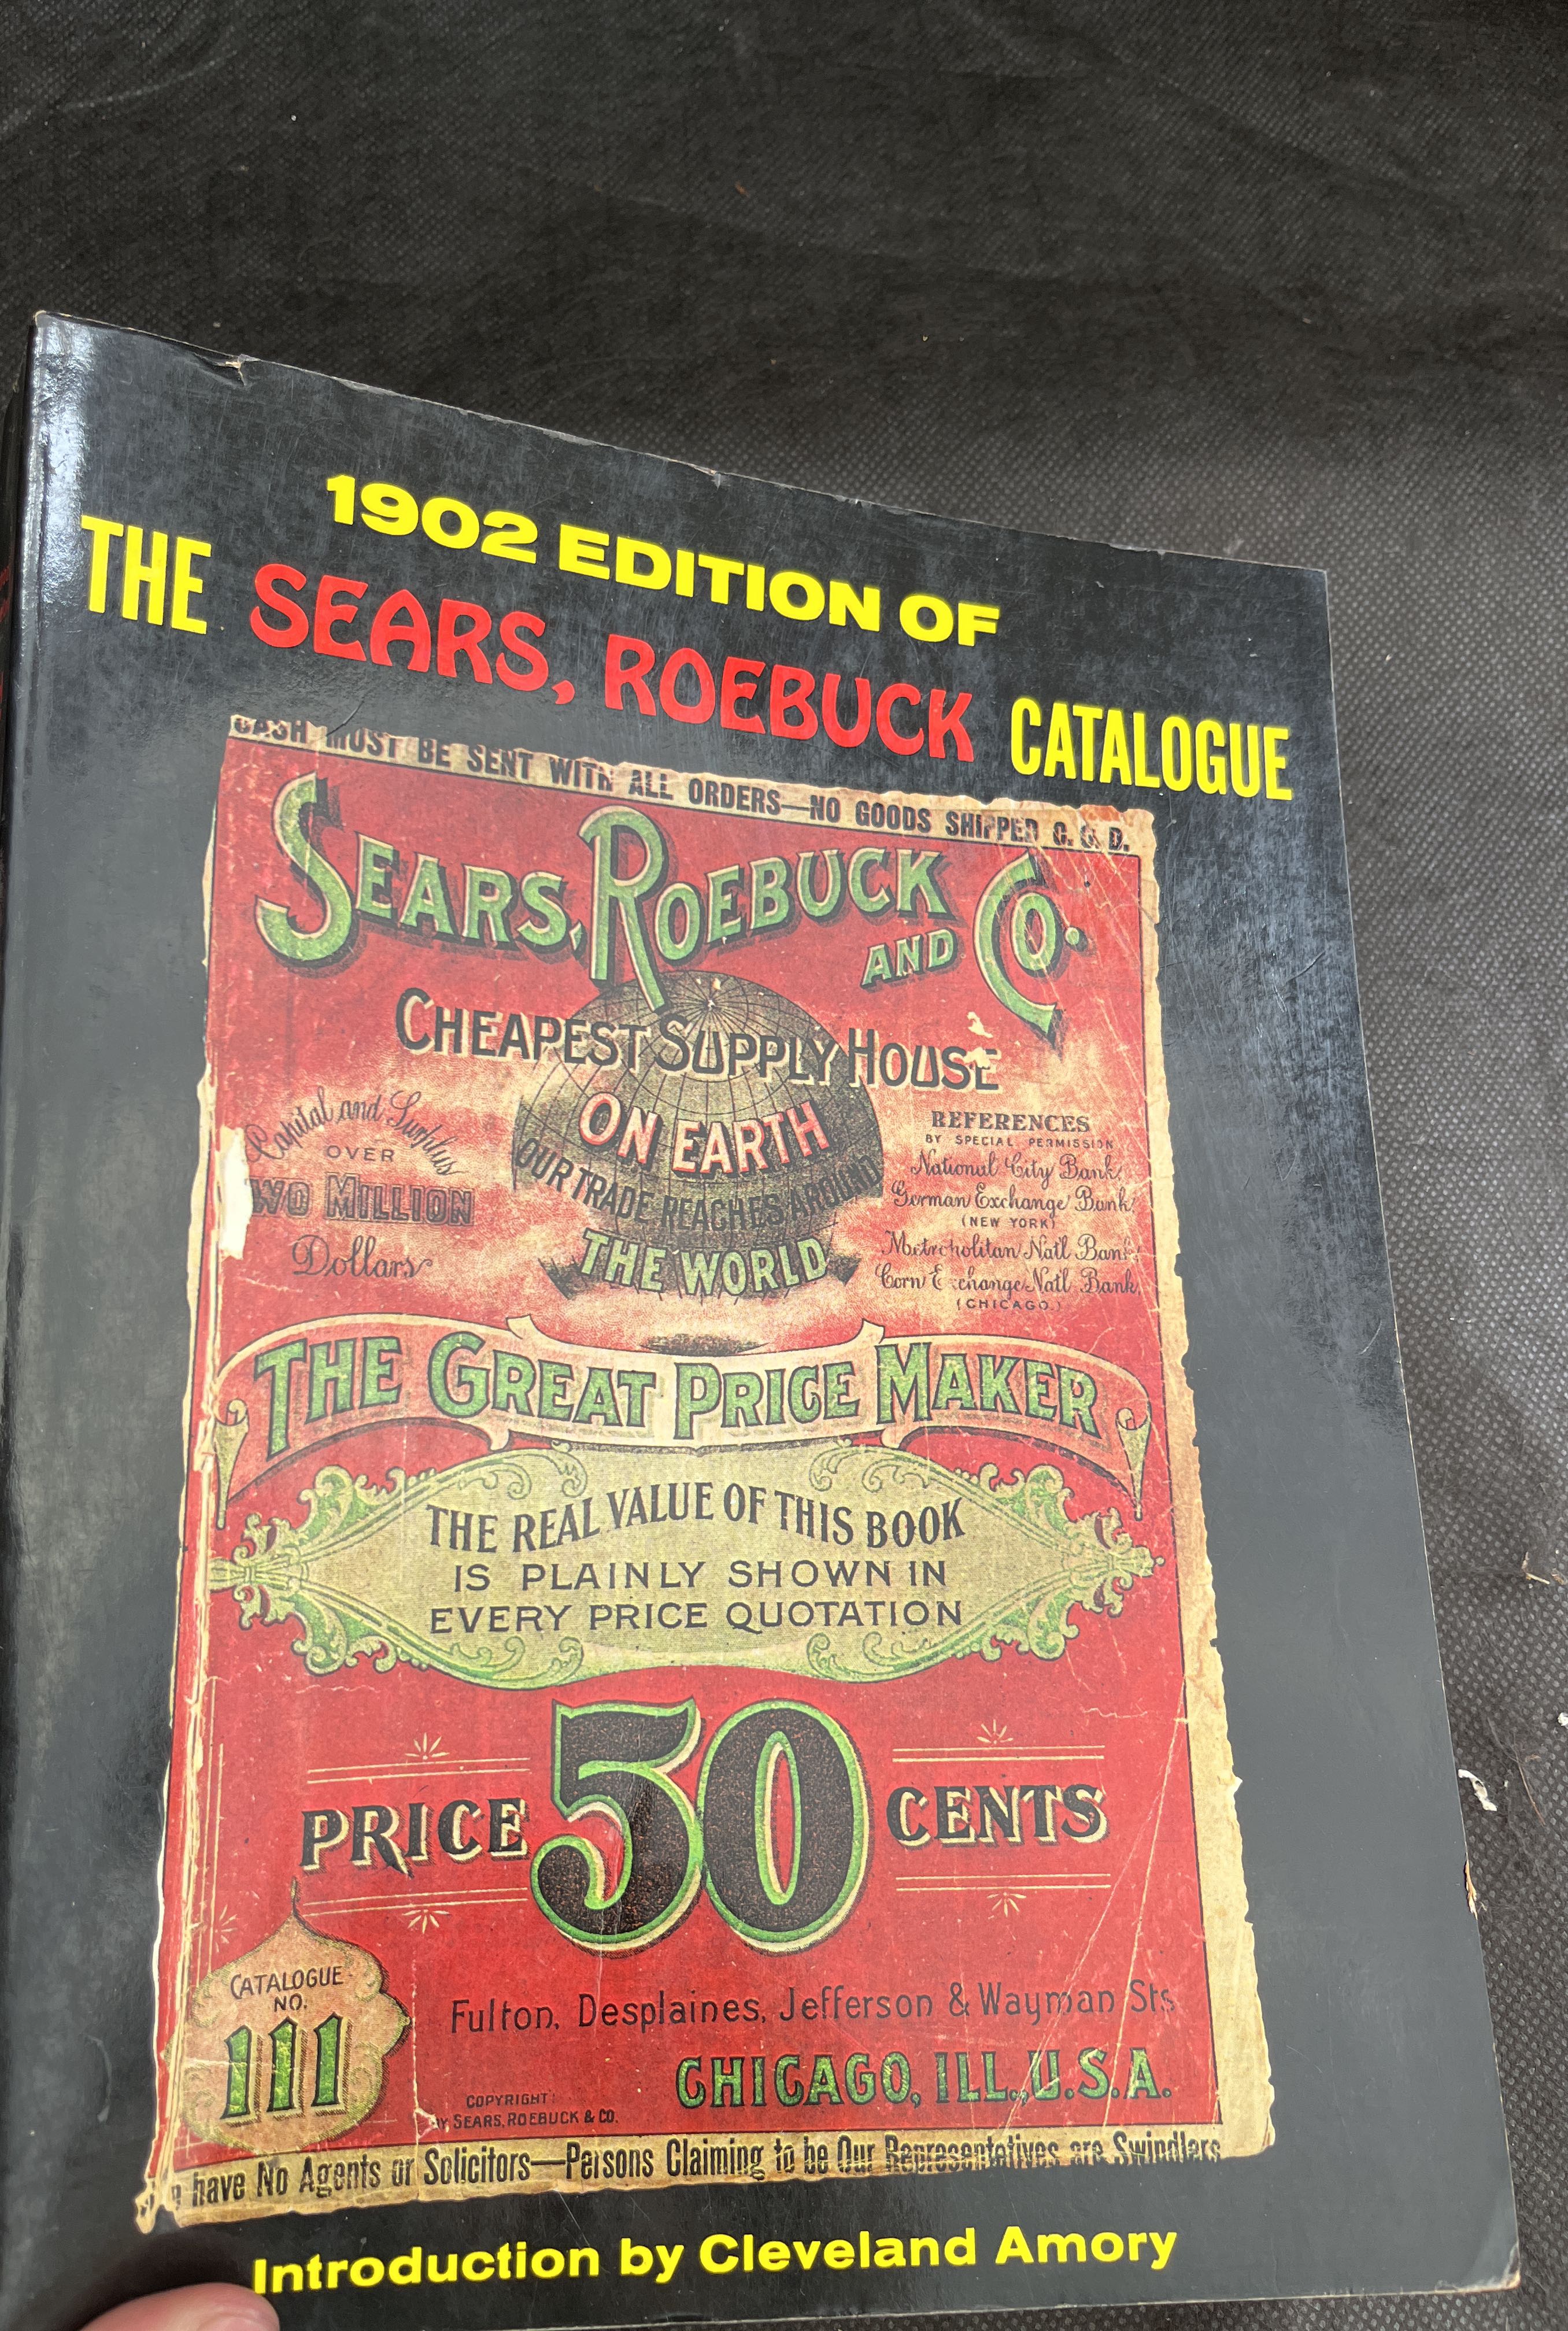 1902 EDITION OF
THE SEARS, ROEBUCK CATALOGUE
CASH MUST BE SENT WITH ALL ORDERS—NO GOODS SHIPPED C. O. D.
SEARS, ROEBUCK AND CO.
CHEAPEST SUPPLY HOUSE
ON EARTH
OUR TRADE REACHES AROUND
THE WORLD
Capital and Surplus
OVER
WO MILLION
Dollars
REFERENCES
BY SPECIAL PERMISSION
National City Bank,
German Exchange Bank,
(NEW YORK)
Metropolitan Nat'l Bank,
Corn Exchange Nat'l Bank,
(CHICAGO.)
THE GREAT PRICE MAKER
THE REAL VALUE OF THIS BOOK
IS PLAINLY SHOWN IN
EVERY PRICE QUOTATION
PRICE 50 CENTS
CATALOGUE
NO.
111
Fulton, Desplaines, Jefferson & Wayman Sts
CHICAGO, ILL., U.S.A.
COPYRIGHT:
BY SEARS, ROEBUCK & CO.
have No Agents or Solicitors—Persons Claiming to be Our Representatives are Swindlers
Introduction by Cleveland Amory